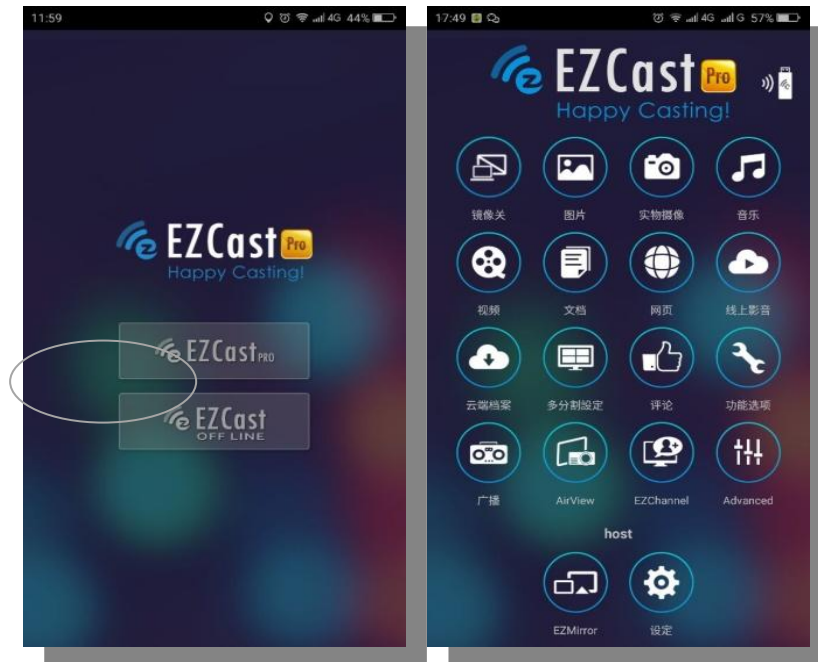 11:59
4G 44%
EZCast Pro
Happy Casting!
EZCast PRO
EZCast
OFF LINE
17:49
4G G 57%
EZCast Pro
Happy Casting!
镜像关 图片 实物摄像 音乐
视频 文档 网页 线上影音
云端档案 多分割設定 评论 功能选项
广播 AirView EZChannel Advanced
host
EZMirror 设定